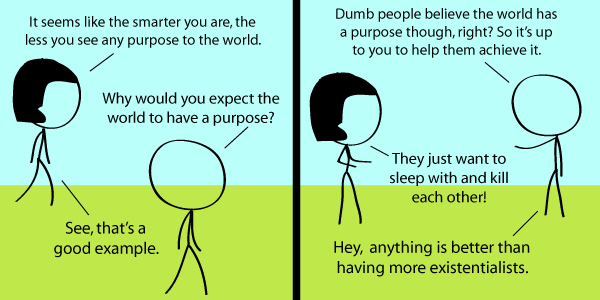 It seems like the smarter you are, the
less you see any purpose to the world.
Why would you expect the
world to have a purpose?
See, that's a
good example.
Dumb people believe the world has
a purpose though, right? So it's up
to you to help them achieve it.
They just want to
sleep with and kill
each other!
Hey, anything is better than
having more existentialists.